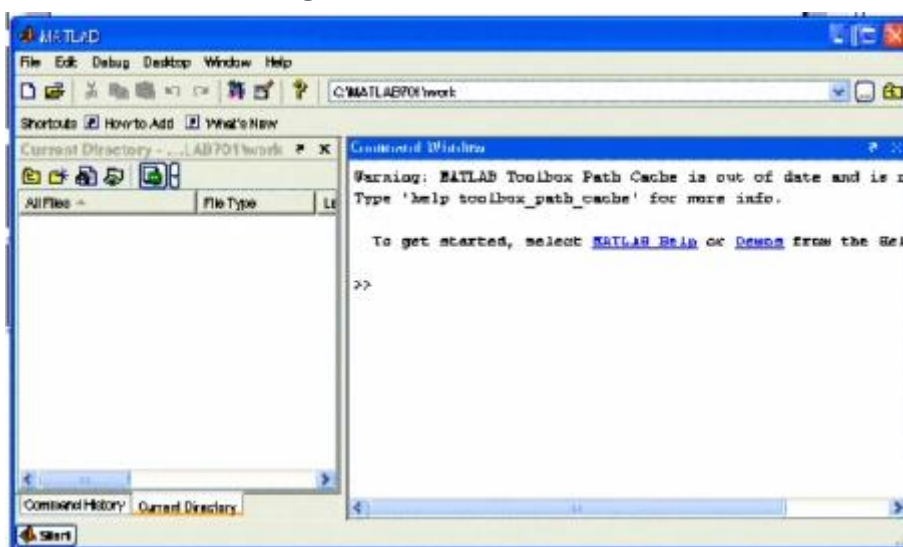 MATLAB
File Edit Debug Desktop Window Help
C:\MATLAB701\work
Shortcuts How to Add What's New
Current Directory - ...LAB701\work
Command Window
All Files File Type
Warning: MATLAB Toolbox Path Cache is out of date and is
Type 'help toolbox_path_cache' for more info.
To get started, select MATLAB Help or Demos from the Hel
>>
Command History Current Directory
Start